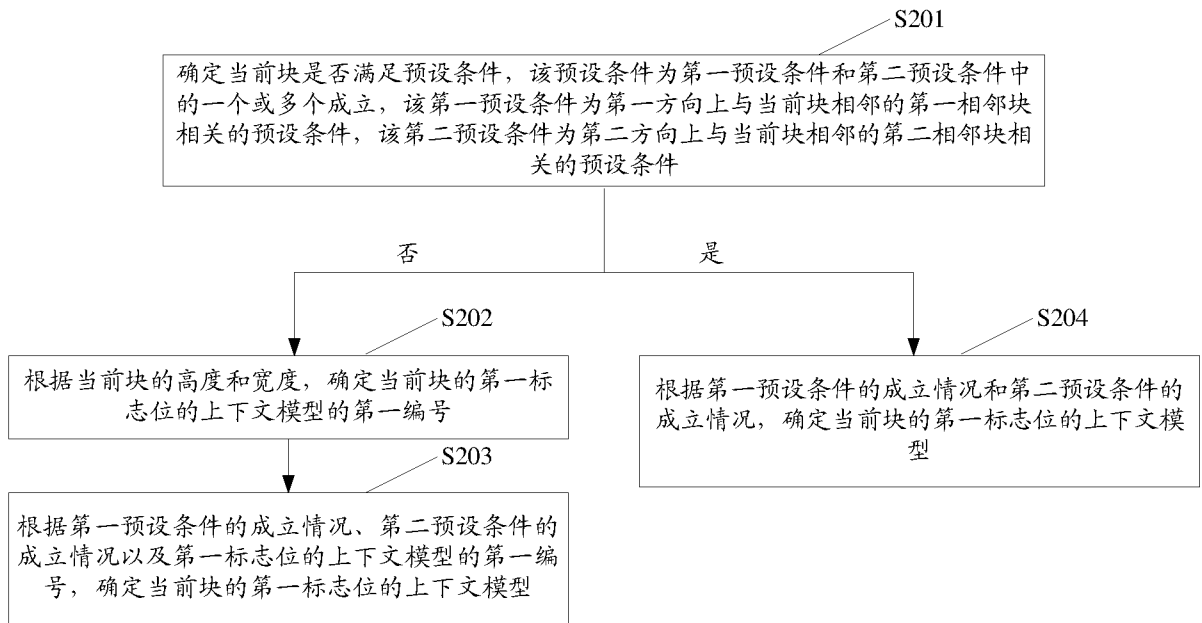 S201
确定当前块是否满足预设条件，该预设条件为第一预设条件和第二预设条件中
的一个或多个成立，该第一预设条件为第一方向上与当前块相邻的第一相邻块
相关的预设条件，该第二预设条件为第二方向上与当前块相邻的第二相邻块相
关的预设条件
否
是
S202
根据当前块的高度和宽度，确定当前块的第一标
志位的上下文模型的第一编号
S204
根据第一预设条件的成立情况和第二预设条件的
成立情况，确定当前块的第一标志位的上下文模
型
S203
根据第一预设条件的成立情况、第二预设条件的
成立情况以及第一标志位的上下文模型的第一编
号，确定当前块的第一标志位的上下文模型